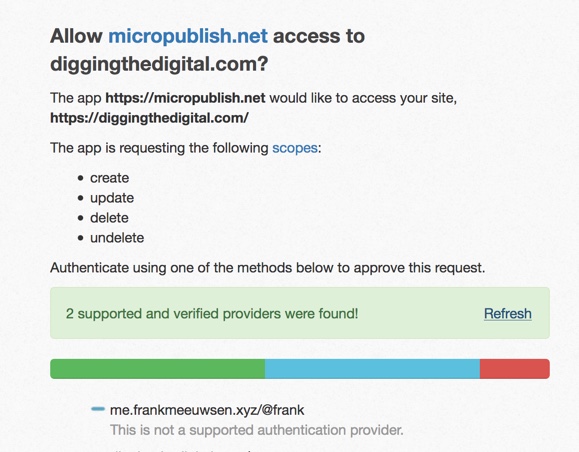 Allow micropublish.net access to
diggingthedigital.com?
The app https://micropublish.net would like to access your site,
https://diggingthedigital.com/
The app is requesting the following scopes:
create
update
delete
undelete
Authenticate using one of the methods below to approve this request.
2 supported and verified providers were found! Refresh
me.frankmeeuwsen.xyz/@frank
This is not a supported authentication provider.